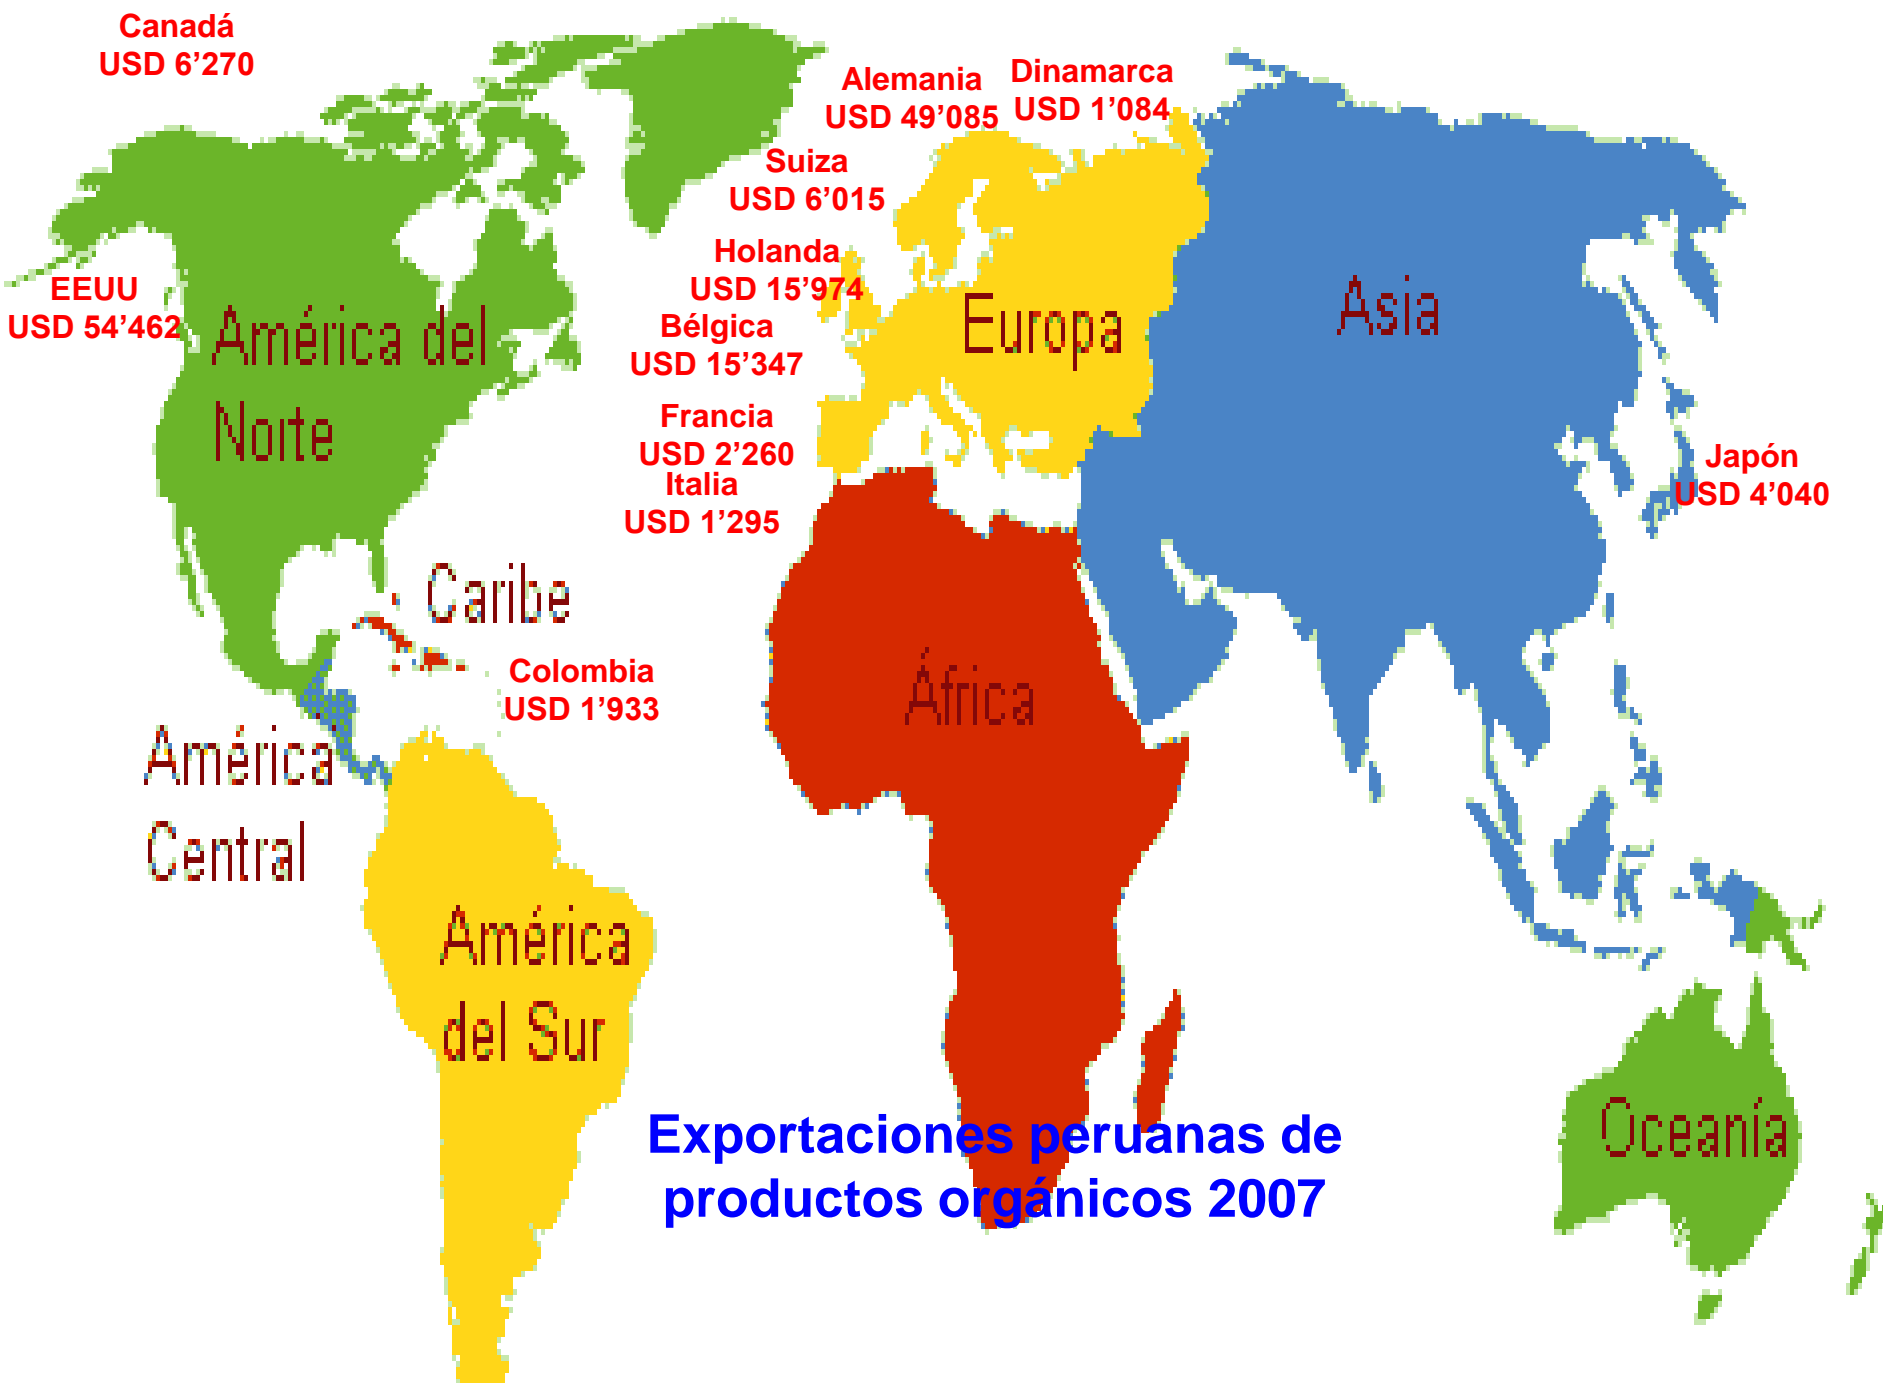 Canadá
USD 6’270
Alemania
USD 49’085
Dinamarca
USD 1’084
Suiza
USD 6’015
Holanda
USD 15’974
EEUU
USD 54’462
América del
Norte
Bélgica
USD 15’347
Europa
Asia
Francia
USD 2’260
Italia
USD 1’295
Japón
USD 4’040
Caribe
Colombia
USD 1’933
África
América
Central
América
del Sur
Exportaciones peruanas de
productos orgánicos 2007
Oceanía